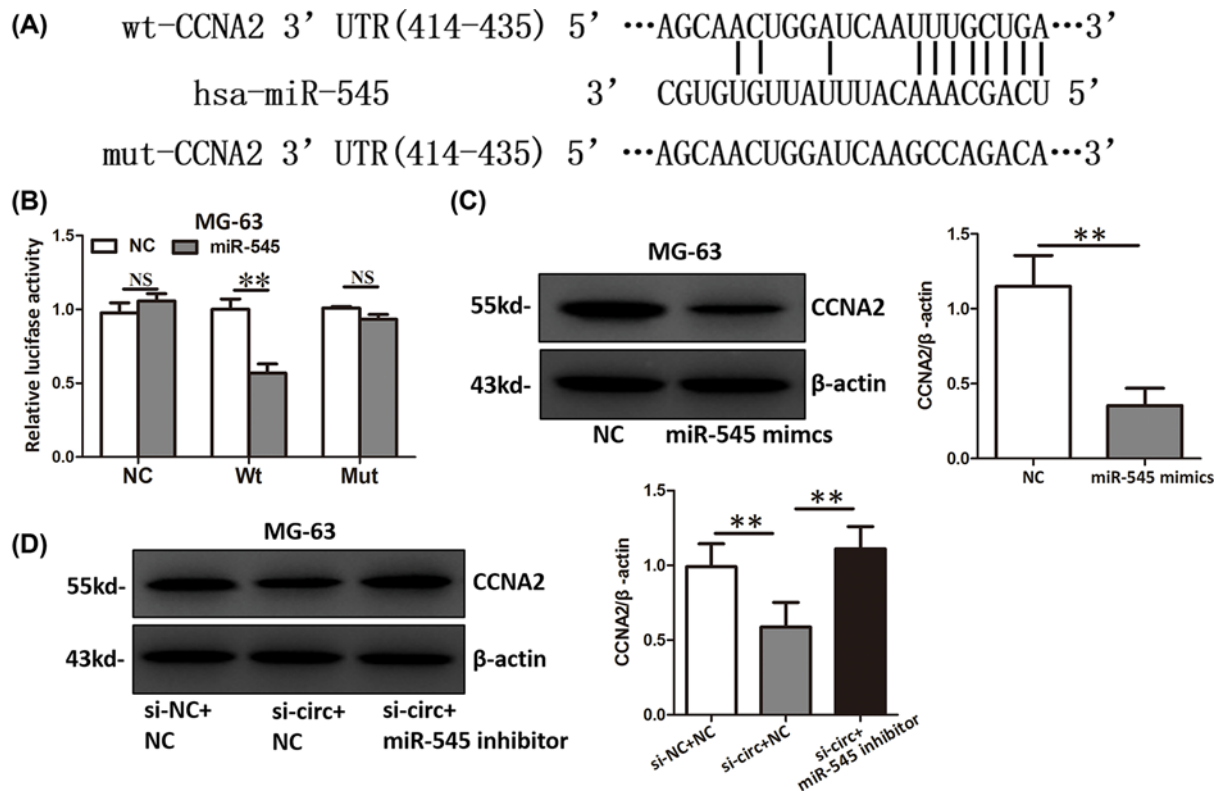 (A)
wt-CCNA2 3' UTR(414-435) 5' ···AGCAACUGGAUCAAUUUGCUGA···3'
hsa-miR-545 3' CGUGUGUUAUUUACAAACGACU 5'
mut-CCNA2 3' UTR(414-435) 5' ···AGCAACUGGAUCAAGCCAGACA···3'
(B)
MG-63
NC miR-545
Relative lucifase activity
1.5
1.0
0.5
0.0
NS
**
NS
NC Wt Mut
(C)
MG-63
55kd- CCNA2
43kd- β-actin
NC miR-545 mimcs
CCNA2/β -actin
1.5
1.0
0.5
0.0
**
NC miR-545 mimics
(D)
MG-63
55kd- CCNA2
43kd- β-actin
si-NC+ si-circ+ si-circ+
NC NC miR-545 inhibitor
CCNA2/β -actin
1.5
1.0
0.5
0.0
**
**
si-NC+NC
si-circ+NC
si-circ+
miR-545 inhibitor